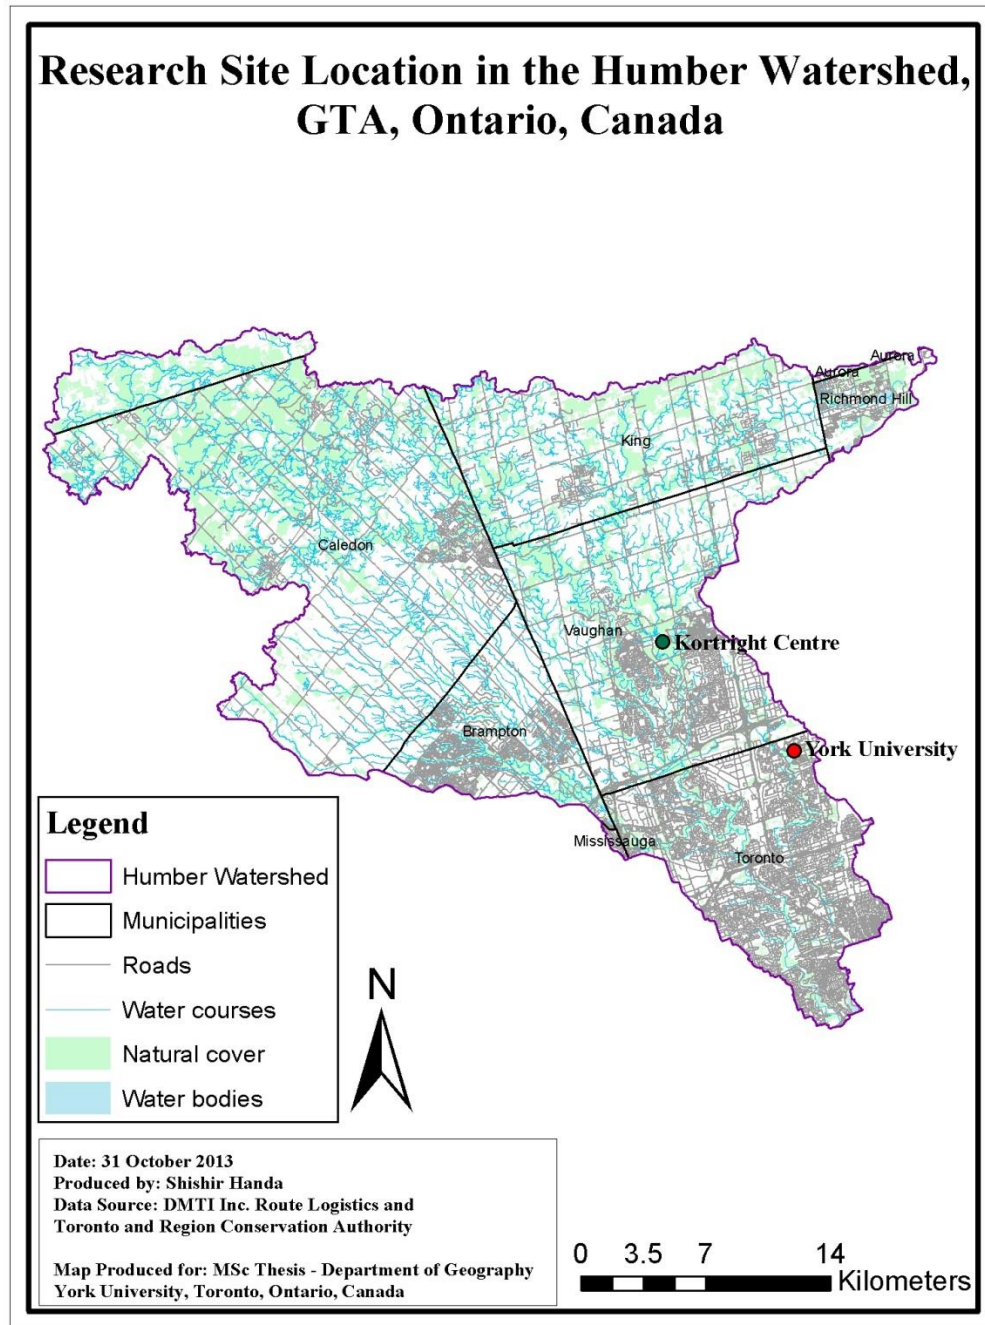 Research Site Location in the Humber Watershed,
GTA, Ontario, Canada
Aurora
Aurora
Richmond Hill
King
Caledon
Vaughan
Kortright Centre
Brampton
York University
Mississauga
Toronto
Legend
Humber Watershed
Municipalities
Roads
Water courses
Natural cover
Water bodies
N
Date: 31 October 2013
Produced by: Shishir Handa
Data Source: DMTI Inc. Route Logistics and
Toronto and Region Conservation Authority
Map Produced for: MSc Thesis - Department of Geography
York University, Toronto, Ontario, Canada
0 3.5 7 14
Kilometers